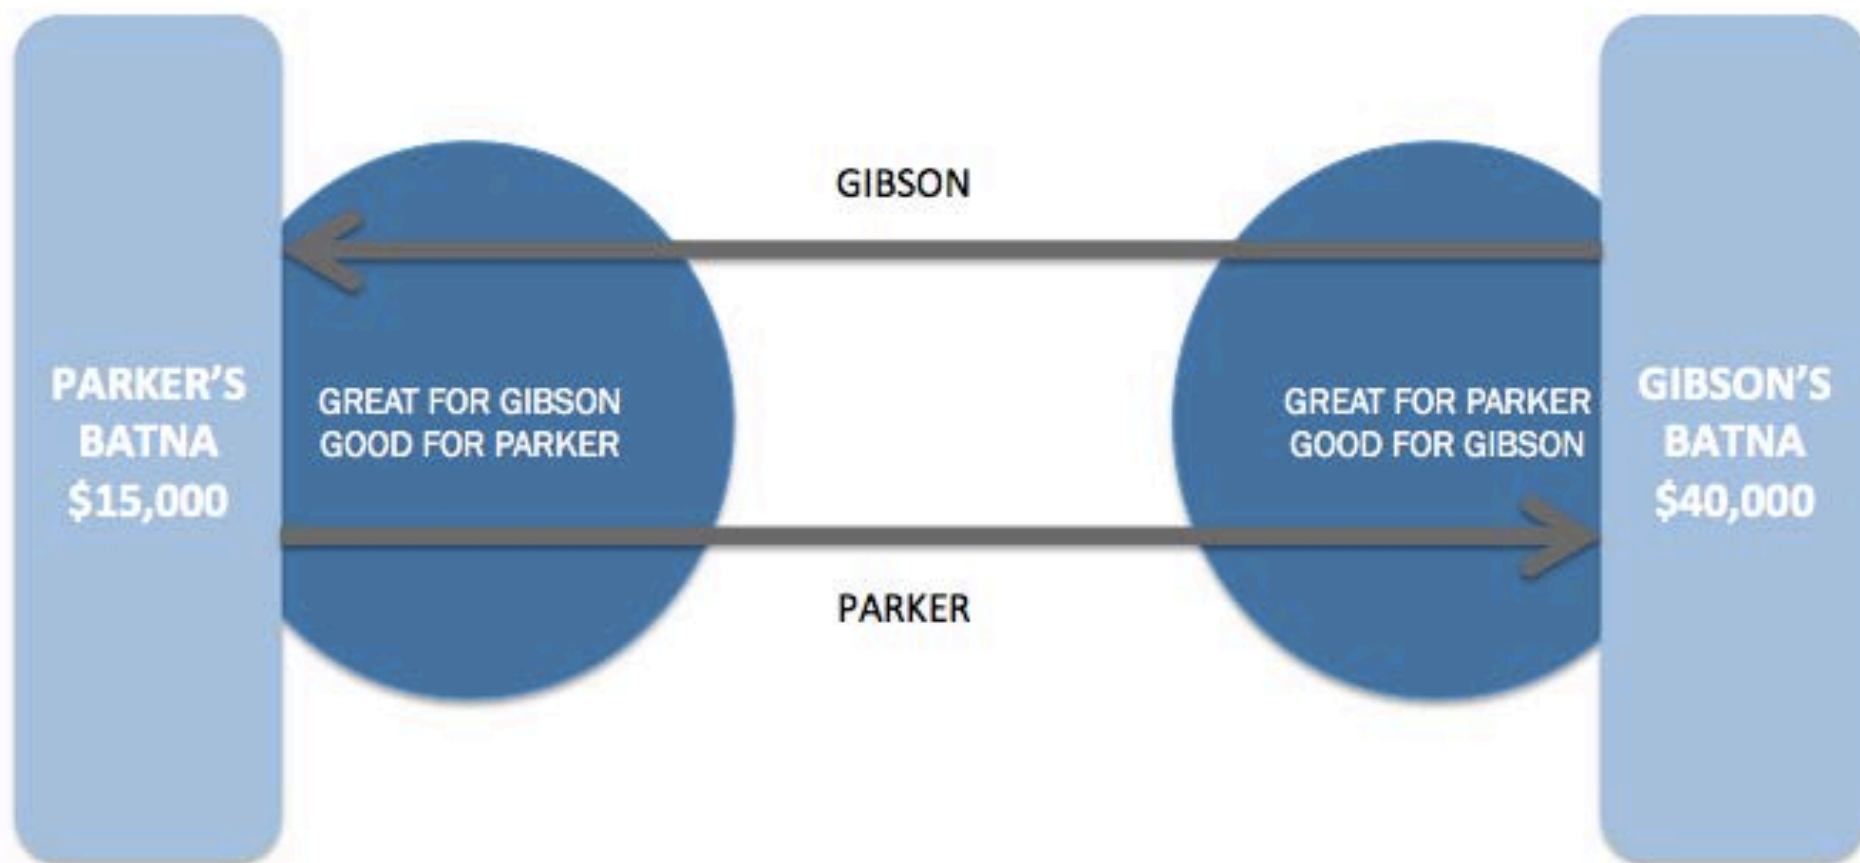 GIBSON
PARKER'S
BATNA
$15,000
GREAT FOR GIBSON
GOOD FOR PARKER
GREAT FOR PARKER
GOOD FOR GIBSON
GIBSON'S
BATNA
$40,000
PARKER